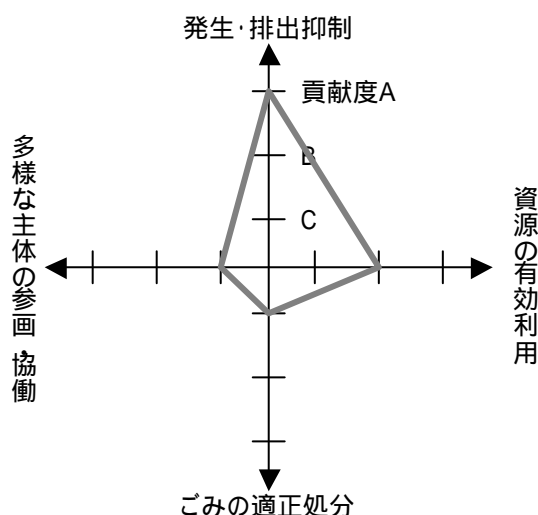 発生・排出抑制
貢献度A
B
C
多様な主体の参画・協働
資源の有効利用
ごみの適正処分